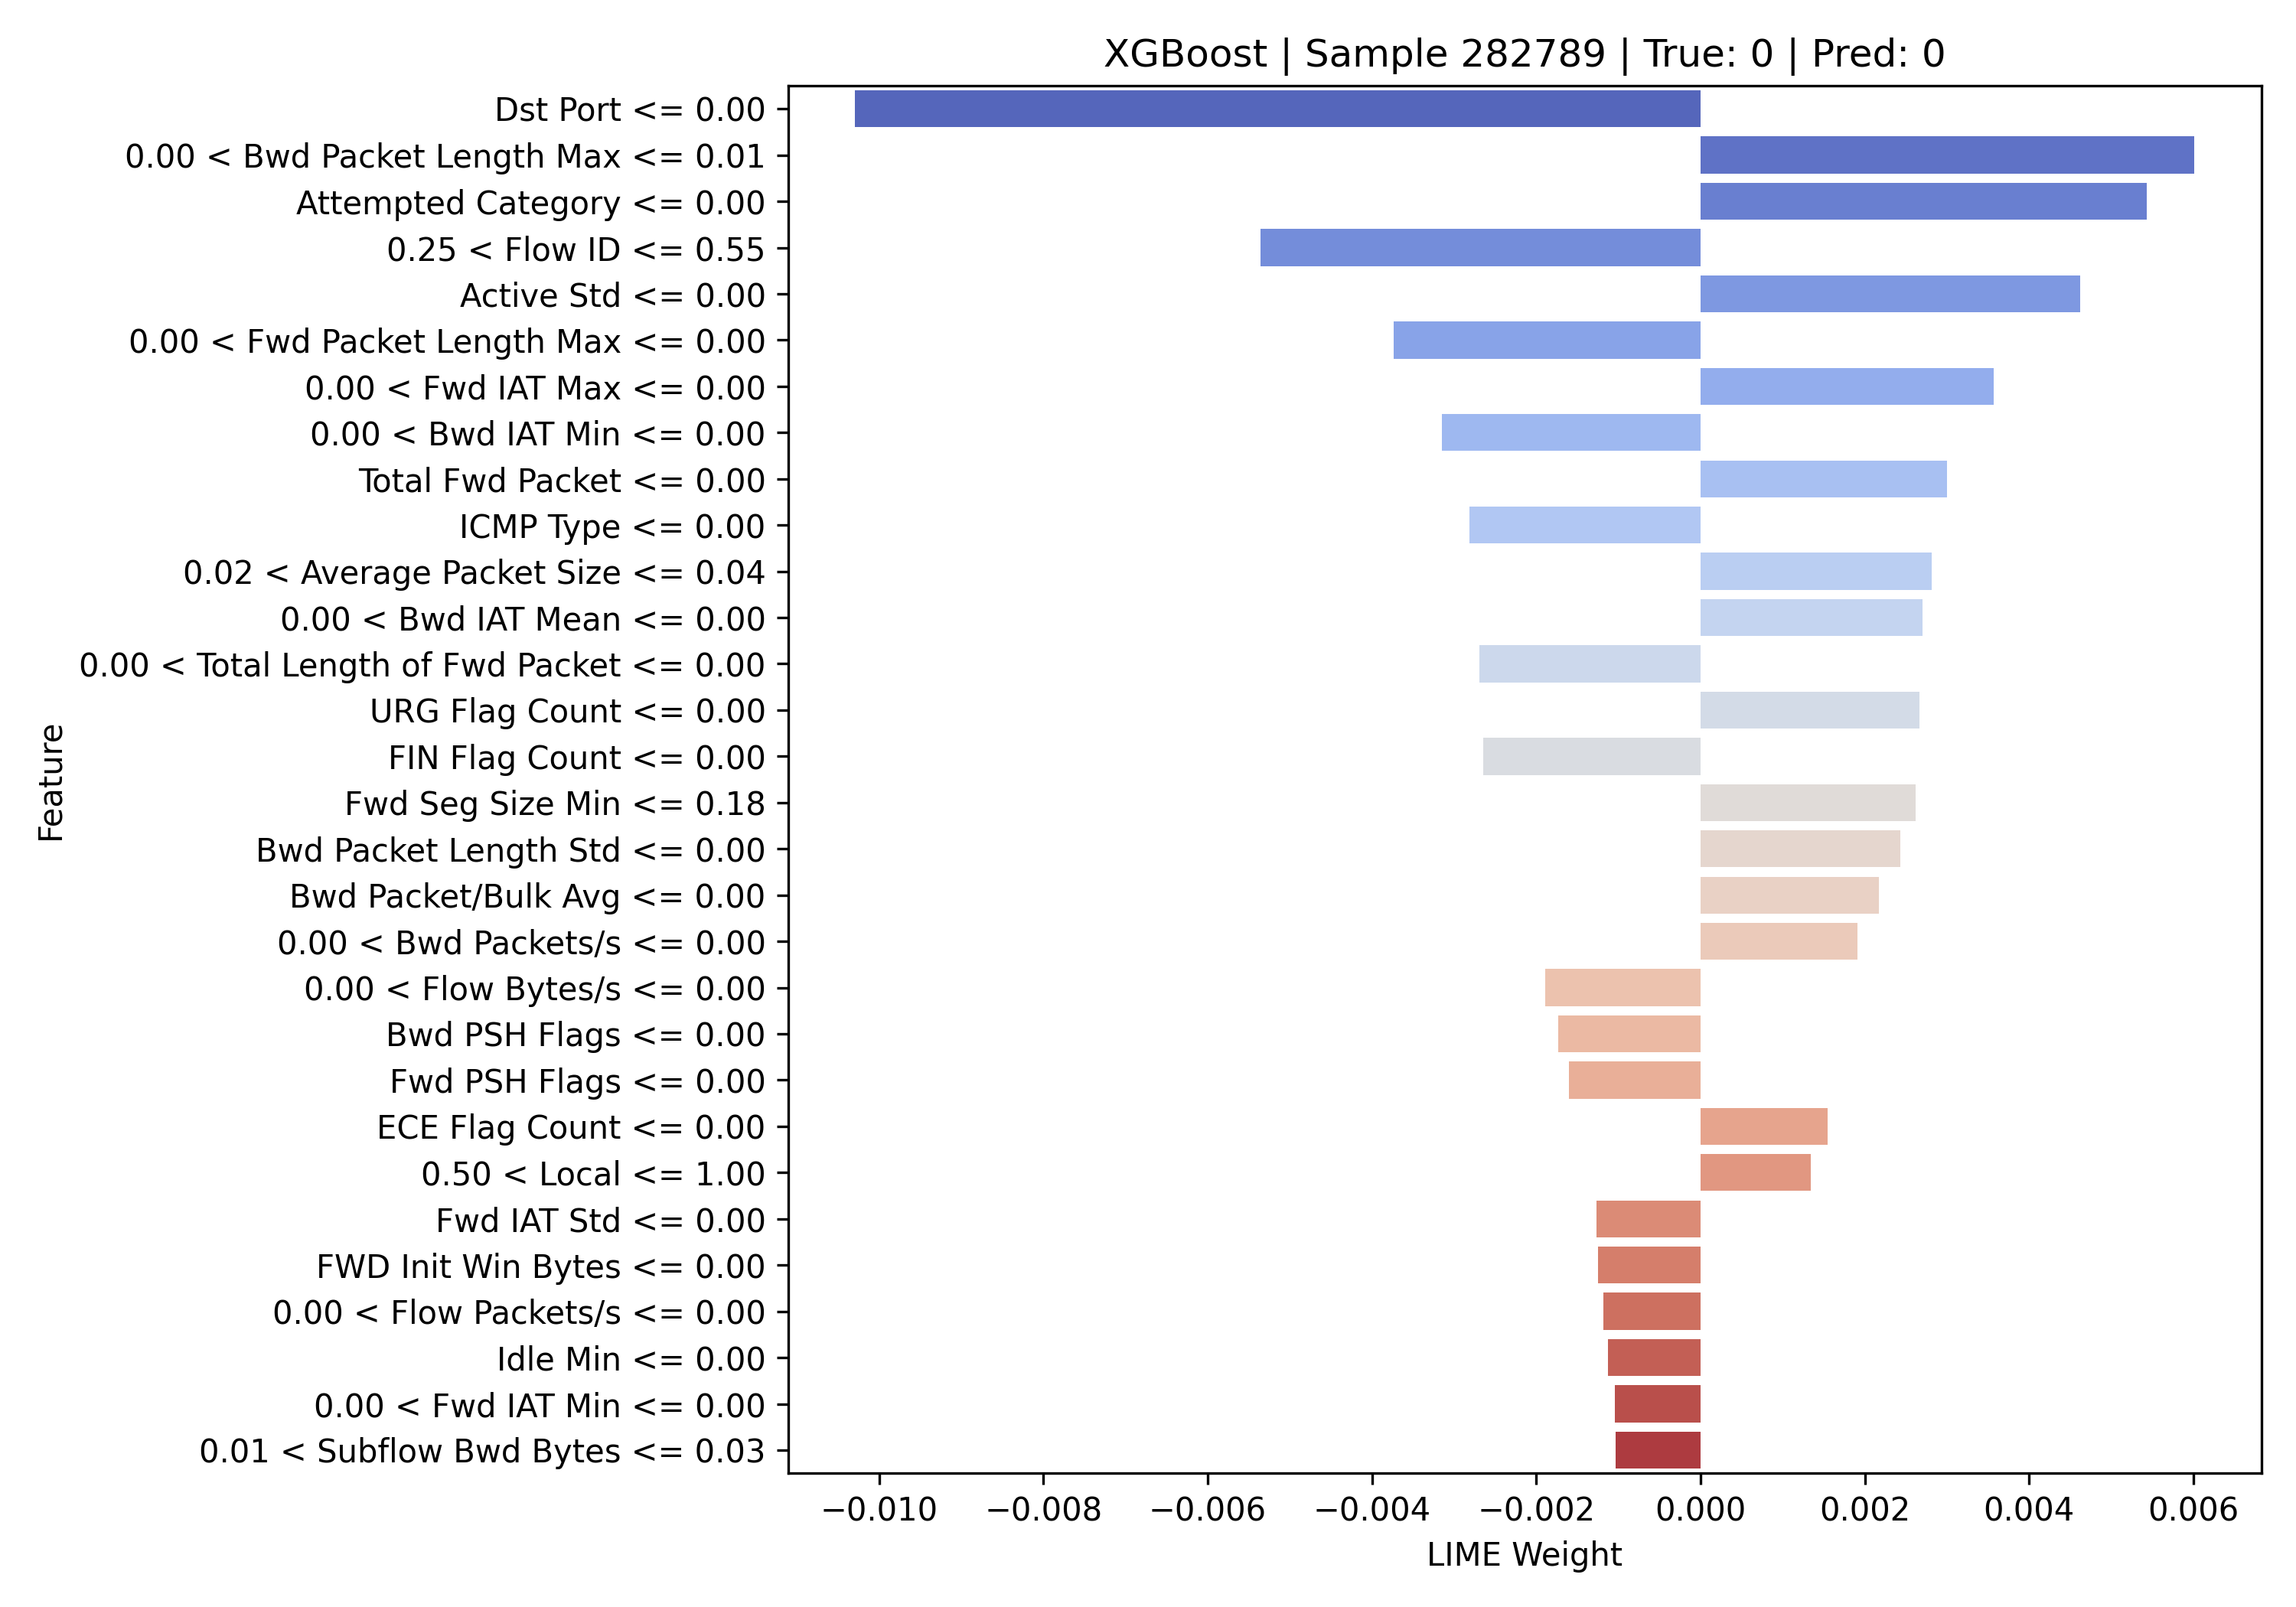 XGBoost | Sample 282789 | True: 0 | Pred: 0
Feature
Dst Port <= 0.00
0.00 < Bwd Packet Length Max <= 0.01
Attempted Category <= 0.00
0.25 < Flow ID <= 0.55
Active Std <= 0.00
0.00 < Fwd Packet Length Max <= 0.00
0.00 < Fwd IAT Max <= 0.00
0.00 < Bwd IAT Min <= 0.00
Total Fwd Packet <= 0.00
ICMP Type <= 0.00
0.02 < Average Packet Size <= 0.04
0.00 < Bwd IAT Mean <= 0.00
0.00 < Total Length of Fwd Packet <= 0.00
URG Flag Count <= 0.00
FIN Flag Count <= 0.00
Fwd Seg Size Min <= 0.18
Bwd Packet Length Std <= 0.00
Bwd Packet/Bulk Avg <= 0.00
0.00 < Bwd Packets/s <= 0.00
0.00 < Flow Bytes/s <= 0.00
Bwd PSH Flags <= 0.00
Fwd PSH Flags <= 0.00
ECE Flag Count <= 0.00
0.50 < Local <= 1.00
Fwd IAT Std <= 0.00
FWD Init Win Bytes <= 0.00
0.00 < Flow Packets/s <= 0.00
Idle Min <= 0.00
0.00 < Fwd IAT Min <= 0.00
0.01 < Subflow Bwd Bytes <= 0.03
−0.010 −0.008 −0.006 −0.004 −0.002 0.000 0.002 0.004 0.006
LIME Weight